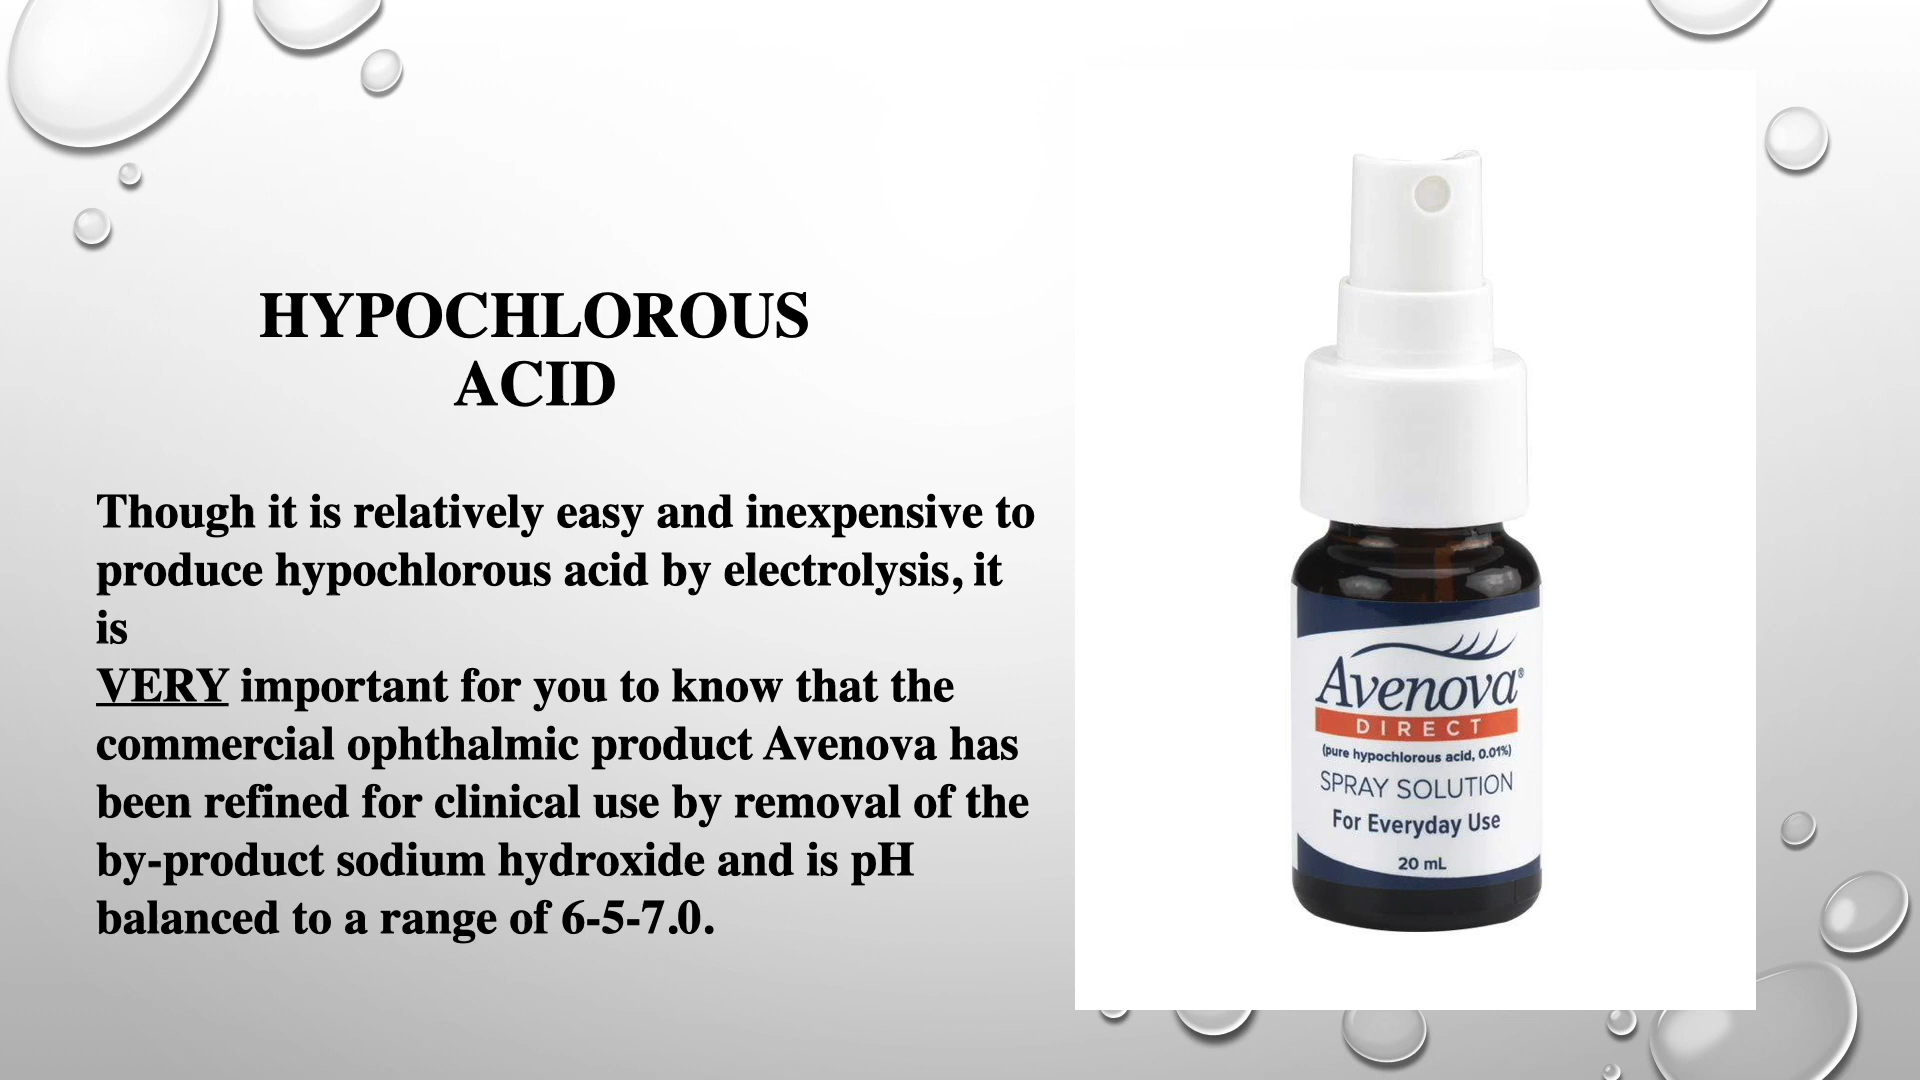 HYPOCHLOROUS
ACID
Though it is relatively easy and inexpensive to
produce hypochlorous acid by electrolysis, it
is
VERY important for you to know that the
commercial ophthalmic product Avenova has
been refined for clinical use by removal of the
by-product sodium hydroxide and is pH
balanced to a range of 6-5-7.0.
Avenova®
DIRECT
(pure hypochlorous acid, 0.01%)
SPRAY SOLUTION
For Everyday Use
20 mL